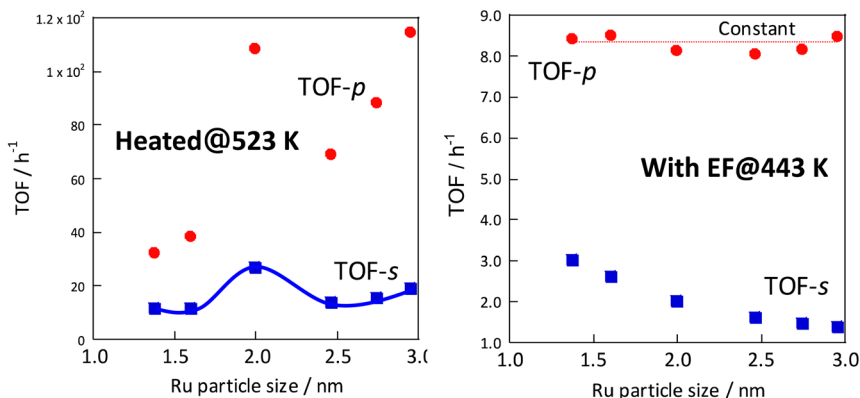 1.2 x 10²
1 x 10²
80
60
40
20
0
TOF / h⁻¹
TOF-p
Heated@523 K
TOF-s
1.0
1.5
2.0
2.5
3.0
Ru particle size / nm
9.0
8.0
7.0
6.0
5.0
4.0
3.0
2.0
1.0
TOF / h⁻¹
Constant
TOF-p
With EF@443 K
TOF-s
1.0
1.5
2.0
2.5
3.0
Ru particle size / nm